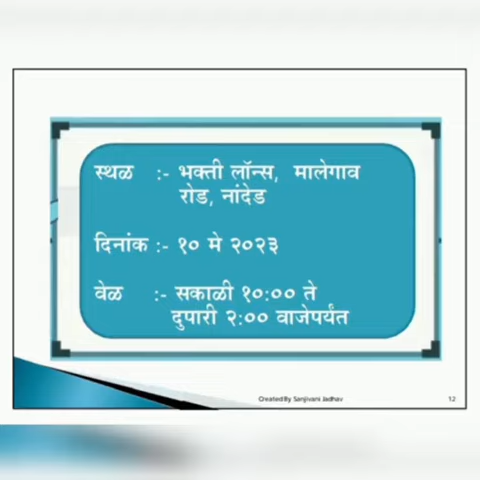 स्थळ :- भक्ती लॉन्स, मालेगाव
रोड, नांदेड
दिनांक :- १० मे २०२३
वेळ :- सकाळी १०:०० ते
दुपारी २:०० वाजेपर्यंत
Created By Sanjivani Jadhav 12